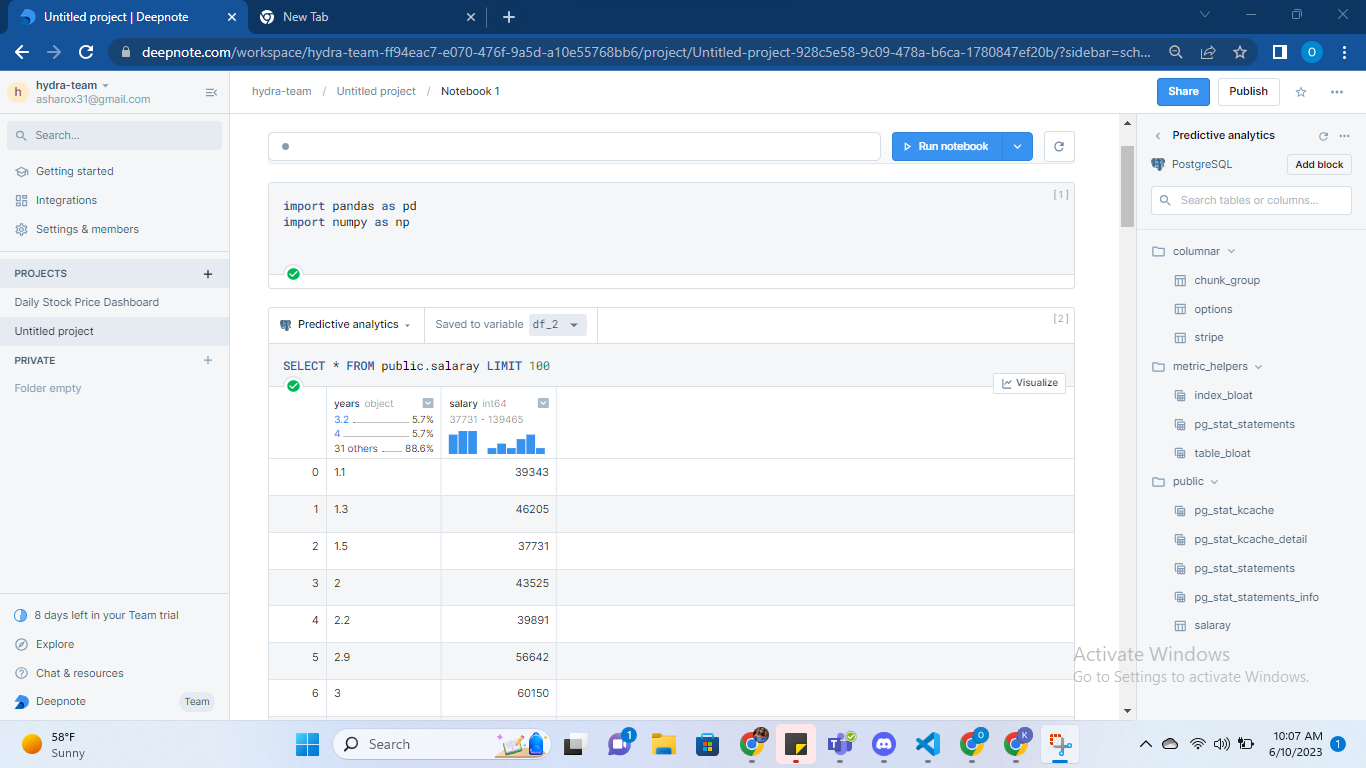 Untitled project | Deepnote
New Tab
deepnote.com/workspace/hydra-team-ff94eac7-e070-476f-9a5d-a10e55768bb6/project/Untitled-project-928c5e58-9c09-478a-b6ca-1780847ef20b/?sidebar=sch...
O
h
hydra-team
asharox31@gmail.com
Search...
Getting started
Integrations
Settings & members
PROJECTS
Daily Stock Price Dashboard
Untitled project
PRIVATE
Folder empty
8 days left in your Team trial
Explore
Chat & resources
Deepnote Team
hydra-team / Untitled project / Notebook 1
Share
Publish
Run notebook
[1]
import pandas as pd
import numpy as np
Predictive analytics
Saved to variable df_2
[2]
SELECT * FROM public.salaray LIMIT 100
Visualize
years object
3.2 5.7%
4 5.7%
31 others 88.6%
salary int64
37731 - 139465
0 1.1 39343
1 1.3 46205
2 1.5 37731
3 2 43525
4 2.2 39891
5 2.9 56642
6 3 60150
Predictive analytics
PostgreSQL
Add block
Search tables or columns...
columnar
chunk_group
options
stripe
metric_helpers
index_bloat
pg_stat_statements
table_bloat
public
pg_stat_kcache
pg_stat_kcache_detail
pg_stat_statements
pg_stat_statements_info
salaray
Activate Windows
Go to Settings to activate Windows.
58°F
Sunny
Search
1
O
K
10:07 AM
6/10/2023
1